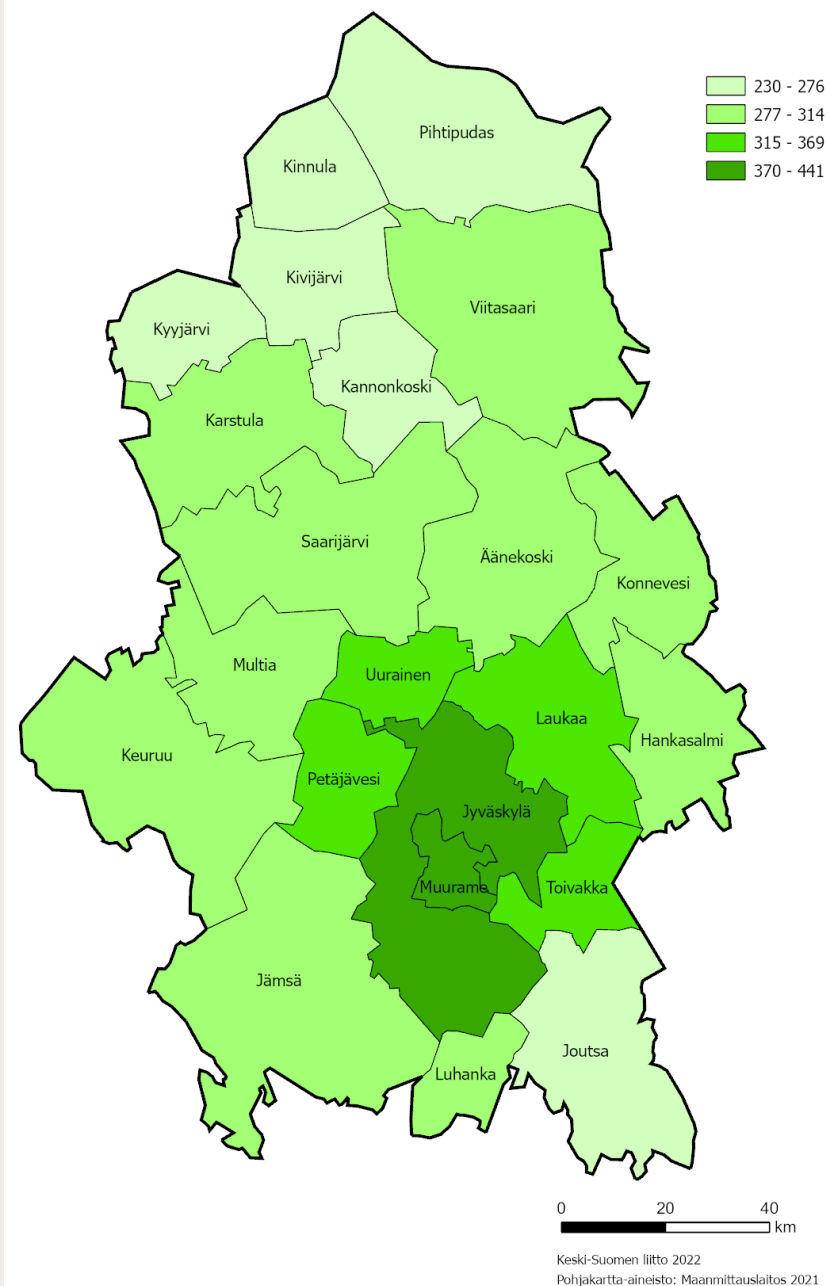 230 - 276
277 - 314
315 - 369
370 - 441
Pihtipudas
Kinnula
Kivijärvi
Viitasaari
Kyyjärvi
Kannonkoski
Karstula
Saarijärvi
Äänekoski
Konnevesi
Multia
Uurainen
Laukaa
Hankasalmi
Keuruu
Petäjävesi
Jyväskylä
Muurame
Toivakka
Jämsä
Joutsa
Luhanka
0 20 40
km
Keski-Suomen liitto 2022
Pohjakartta-aineisto: Maanmittauslaitos 2021